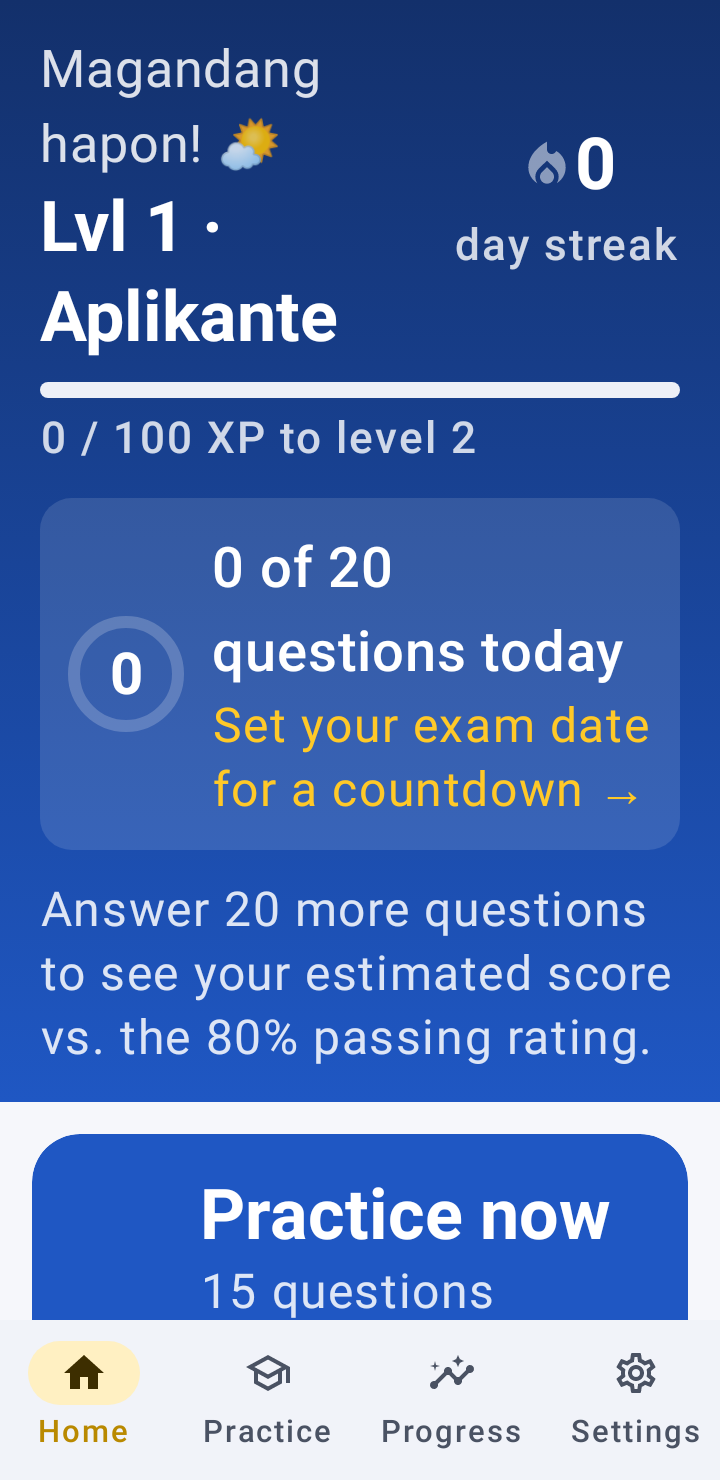 Magandang
hapon! 🌤️
0
day streak
Lvl 1 ·
Aplikante
0 / 100 XP to level 2
0
0 of 20
questions today
Set your exam date
for a countdown →
Answer 20 more questions
to see your estimated score
vs. the 80% passing rating.
Practice now
15 questions
Home
Practice
Progress
Settings